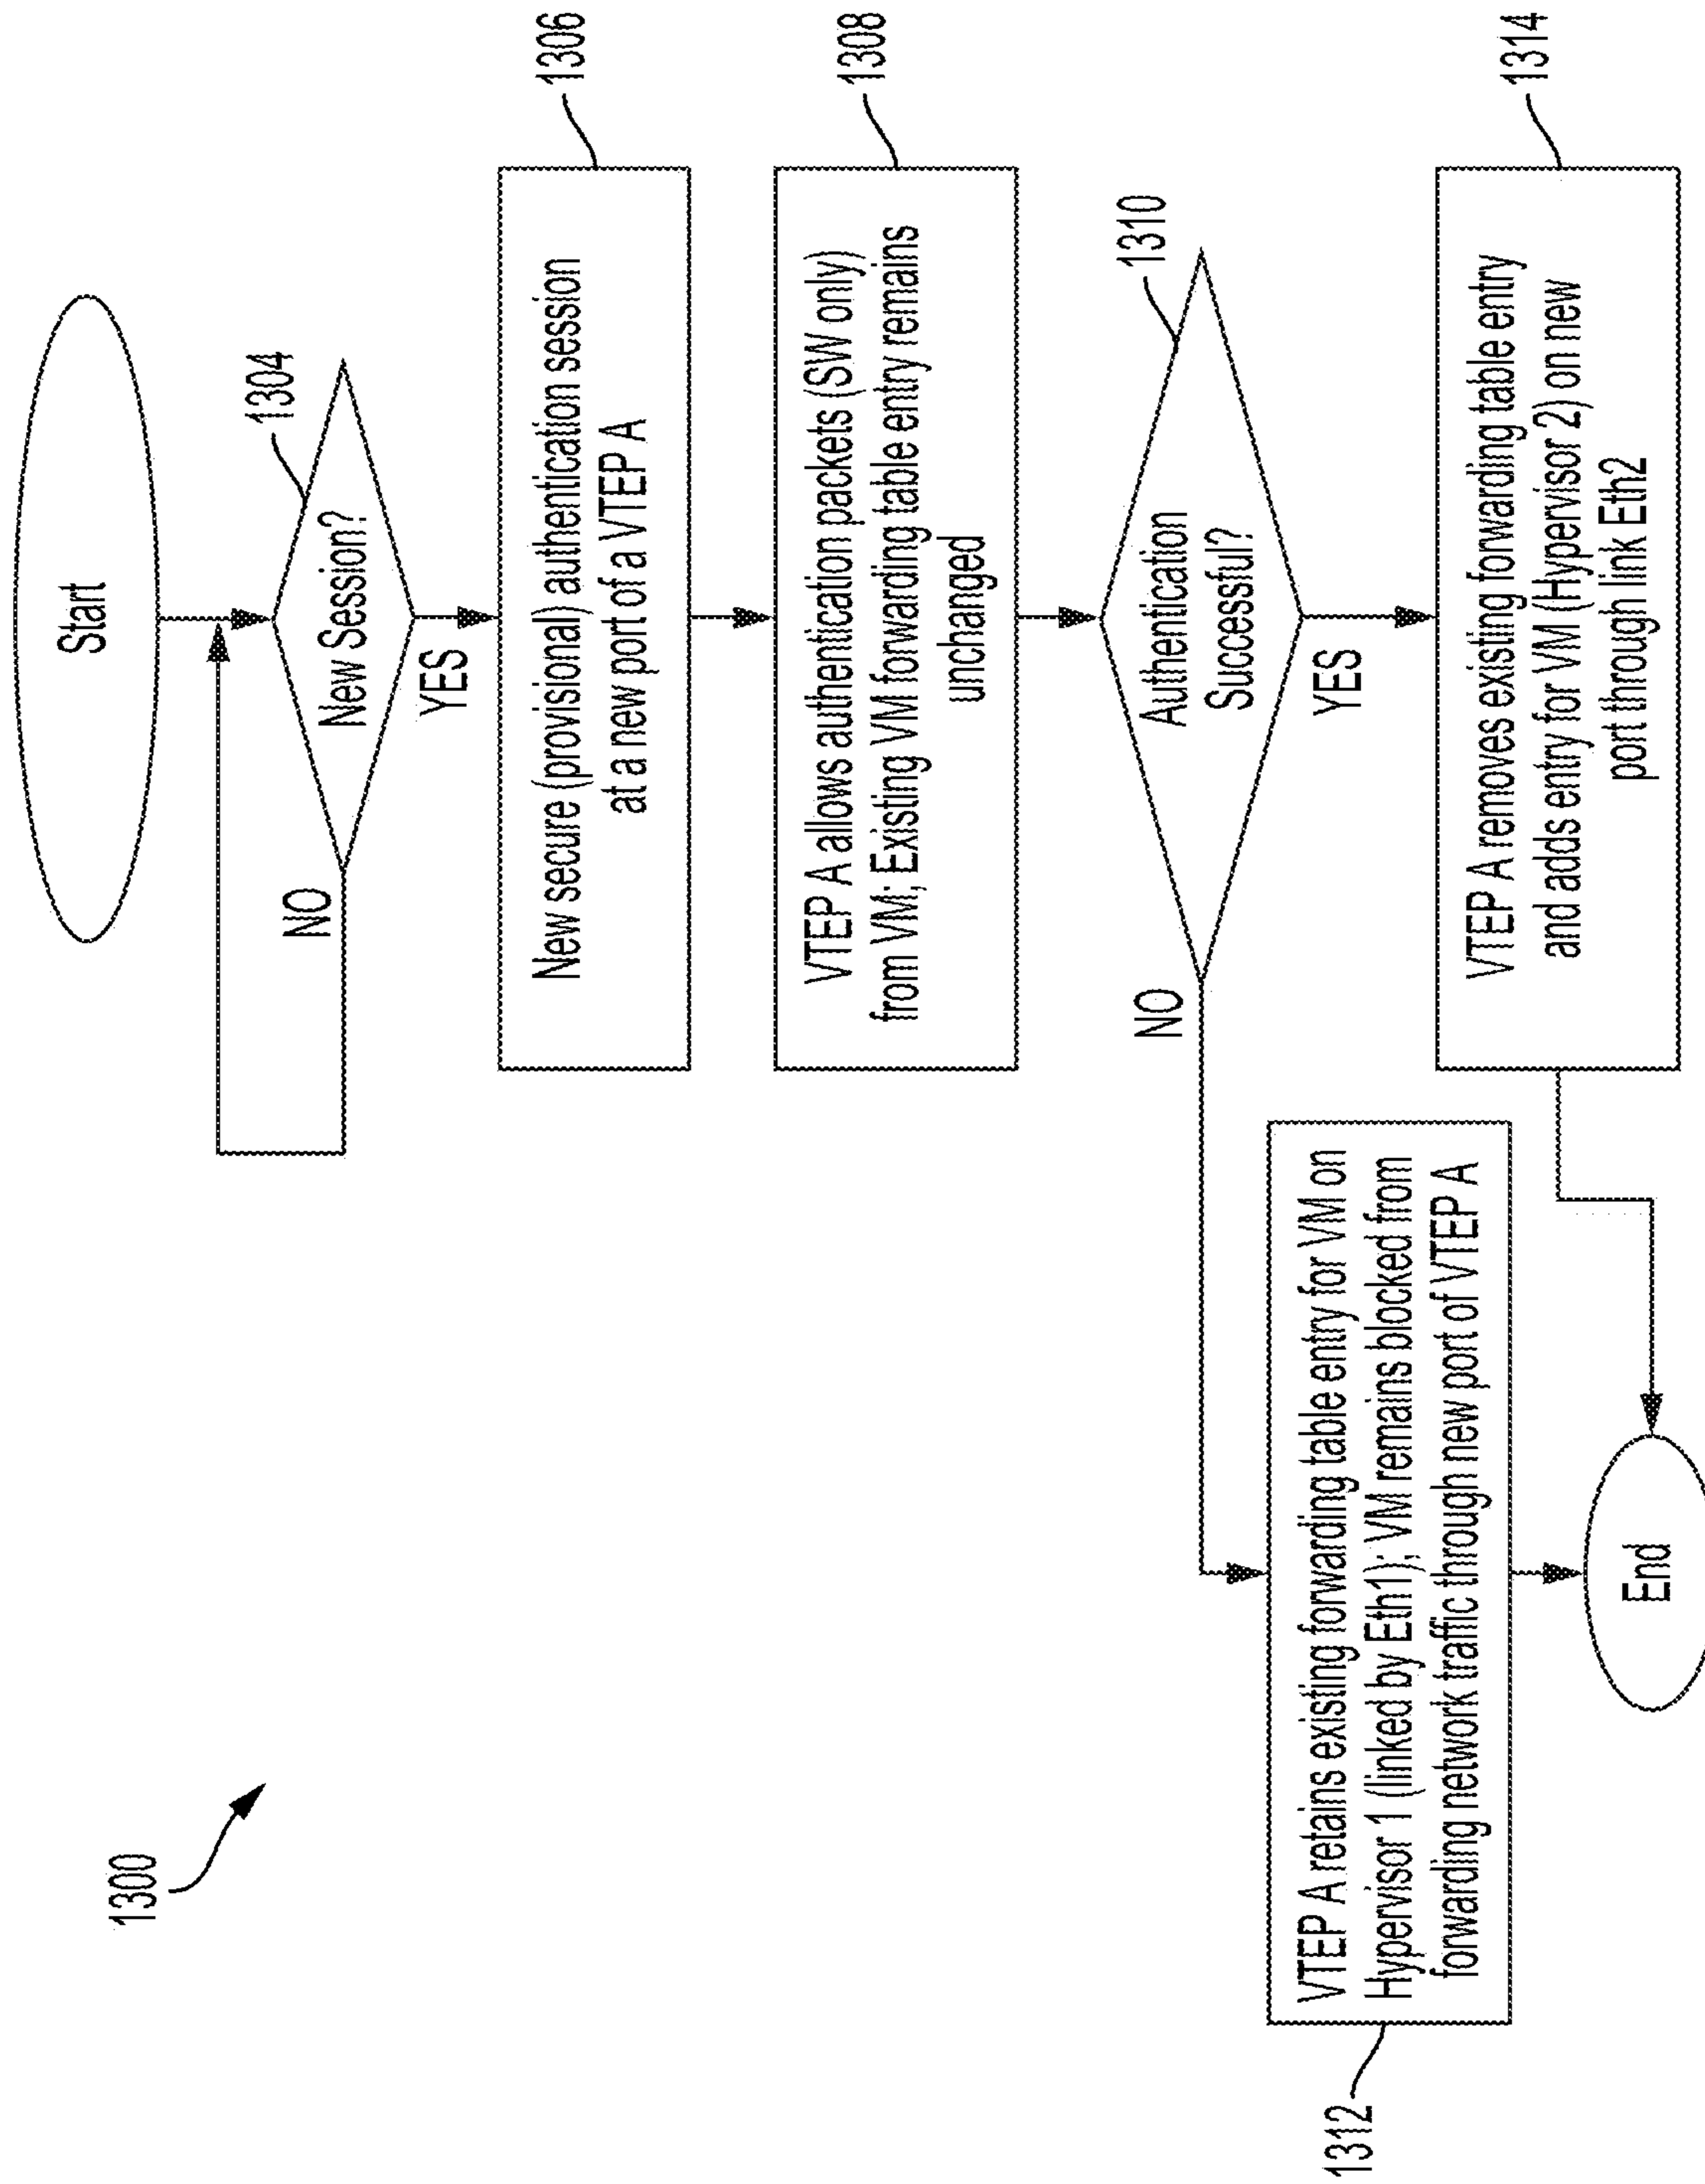 1300
Start
1304
New Session?
NO
YES
1306
New secure (provisional) authentication session
at a new port of a VTEP A
1308
VTEP A allows authentication packets (SW only)
from VM; Existing VM forwarding table entry remains
unchanged
1310
Authentication
Successful?
NO
YES
1312
VTEP A retains existing forwarding table entry for VM on
Hypervisor 1 (linked by Eth1); VM remains blocked from
forwarding network traffic through new port of VTEP A
1314
VTEP A removes existing forwarding table entry
and adds entry for VM (Hypervisor 2) on new
port through link Eth2
End